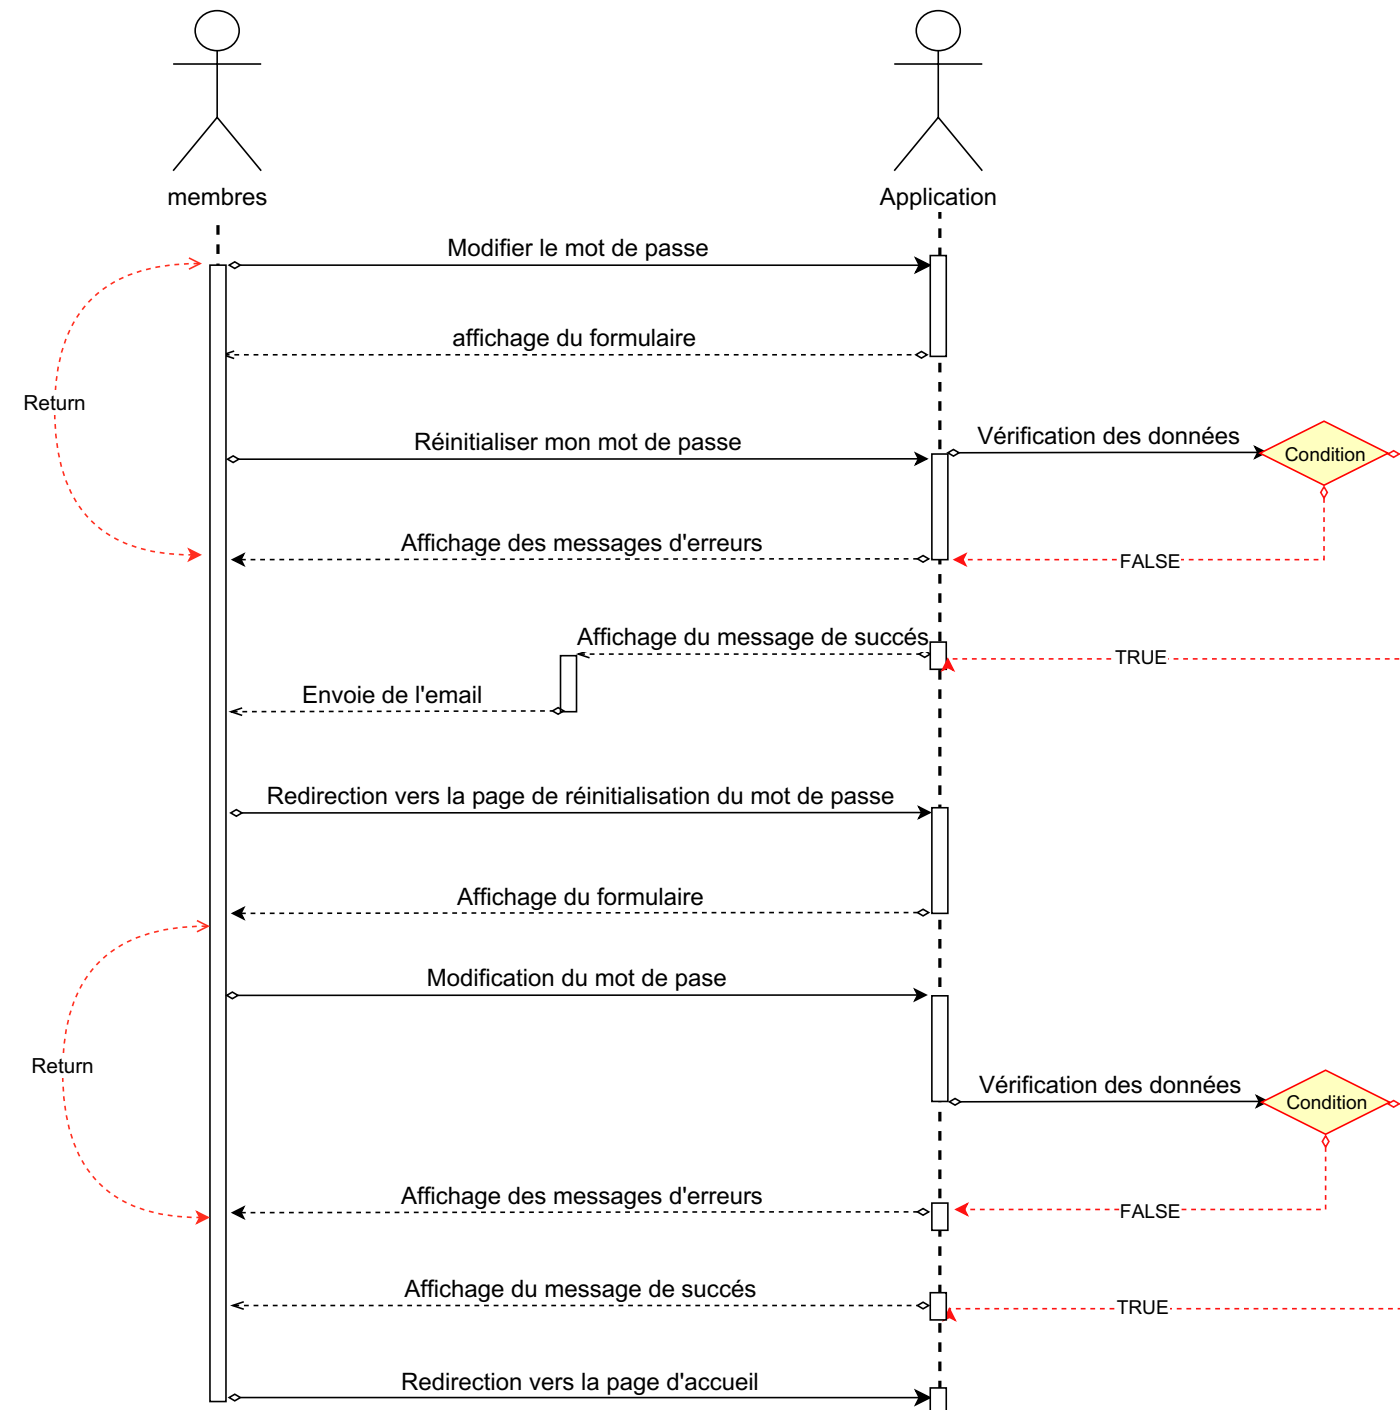 membres
Application
Modifier le mot de passe
affichage du formulaire
Return
Réinitialiser mon mot de passe
Vérification des données
Condition
Affichage des messages d'erreurs
FALSE
Affichage du message de succés
TRUE
Envoie de l'email
Redirection vers la page de réinitialisation du mot de passe
Affichage du formulaire
Modification du mot de pase
Return
Vérification des données
Condition
Affichage des messages d'erreurs
FALSE
Affichage du message de succés
TRUE
Redirection vers la page d'accueil